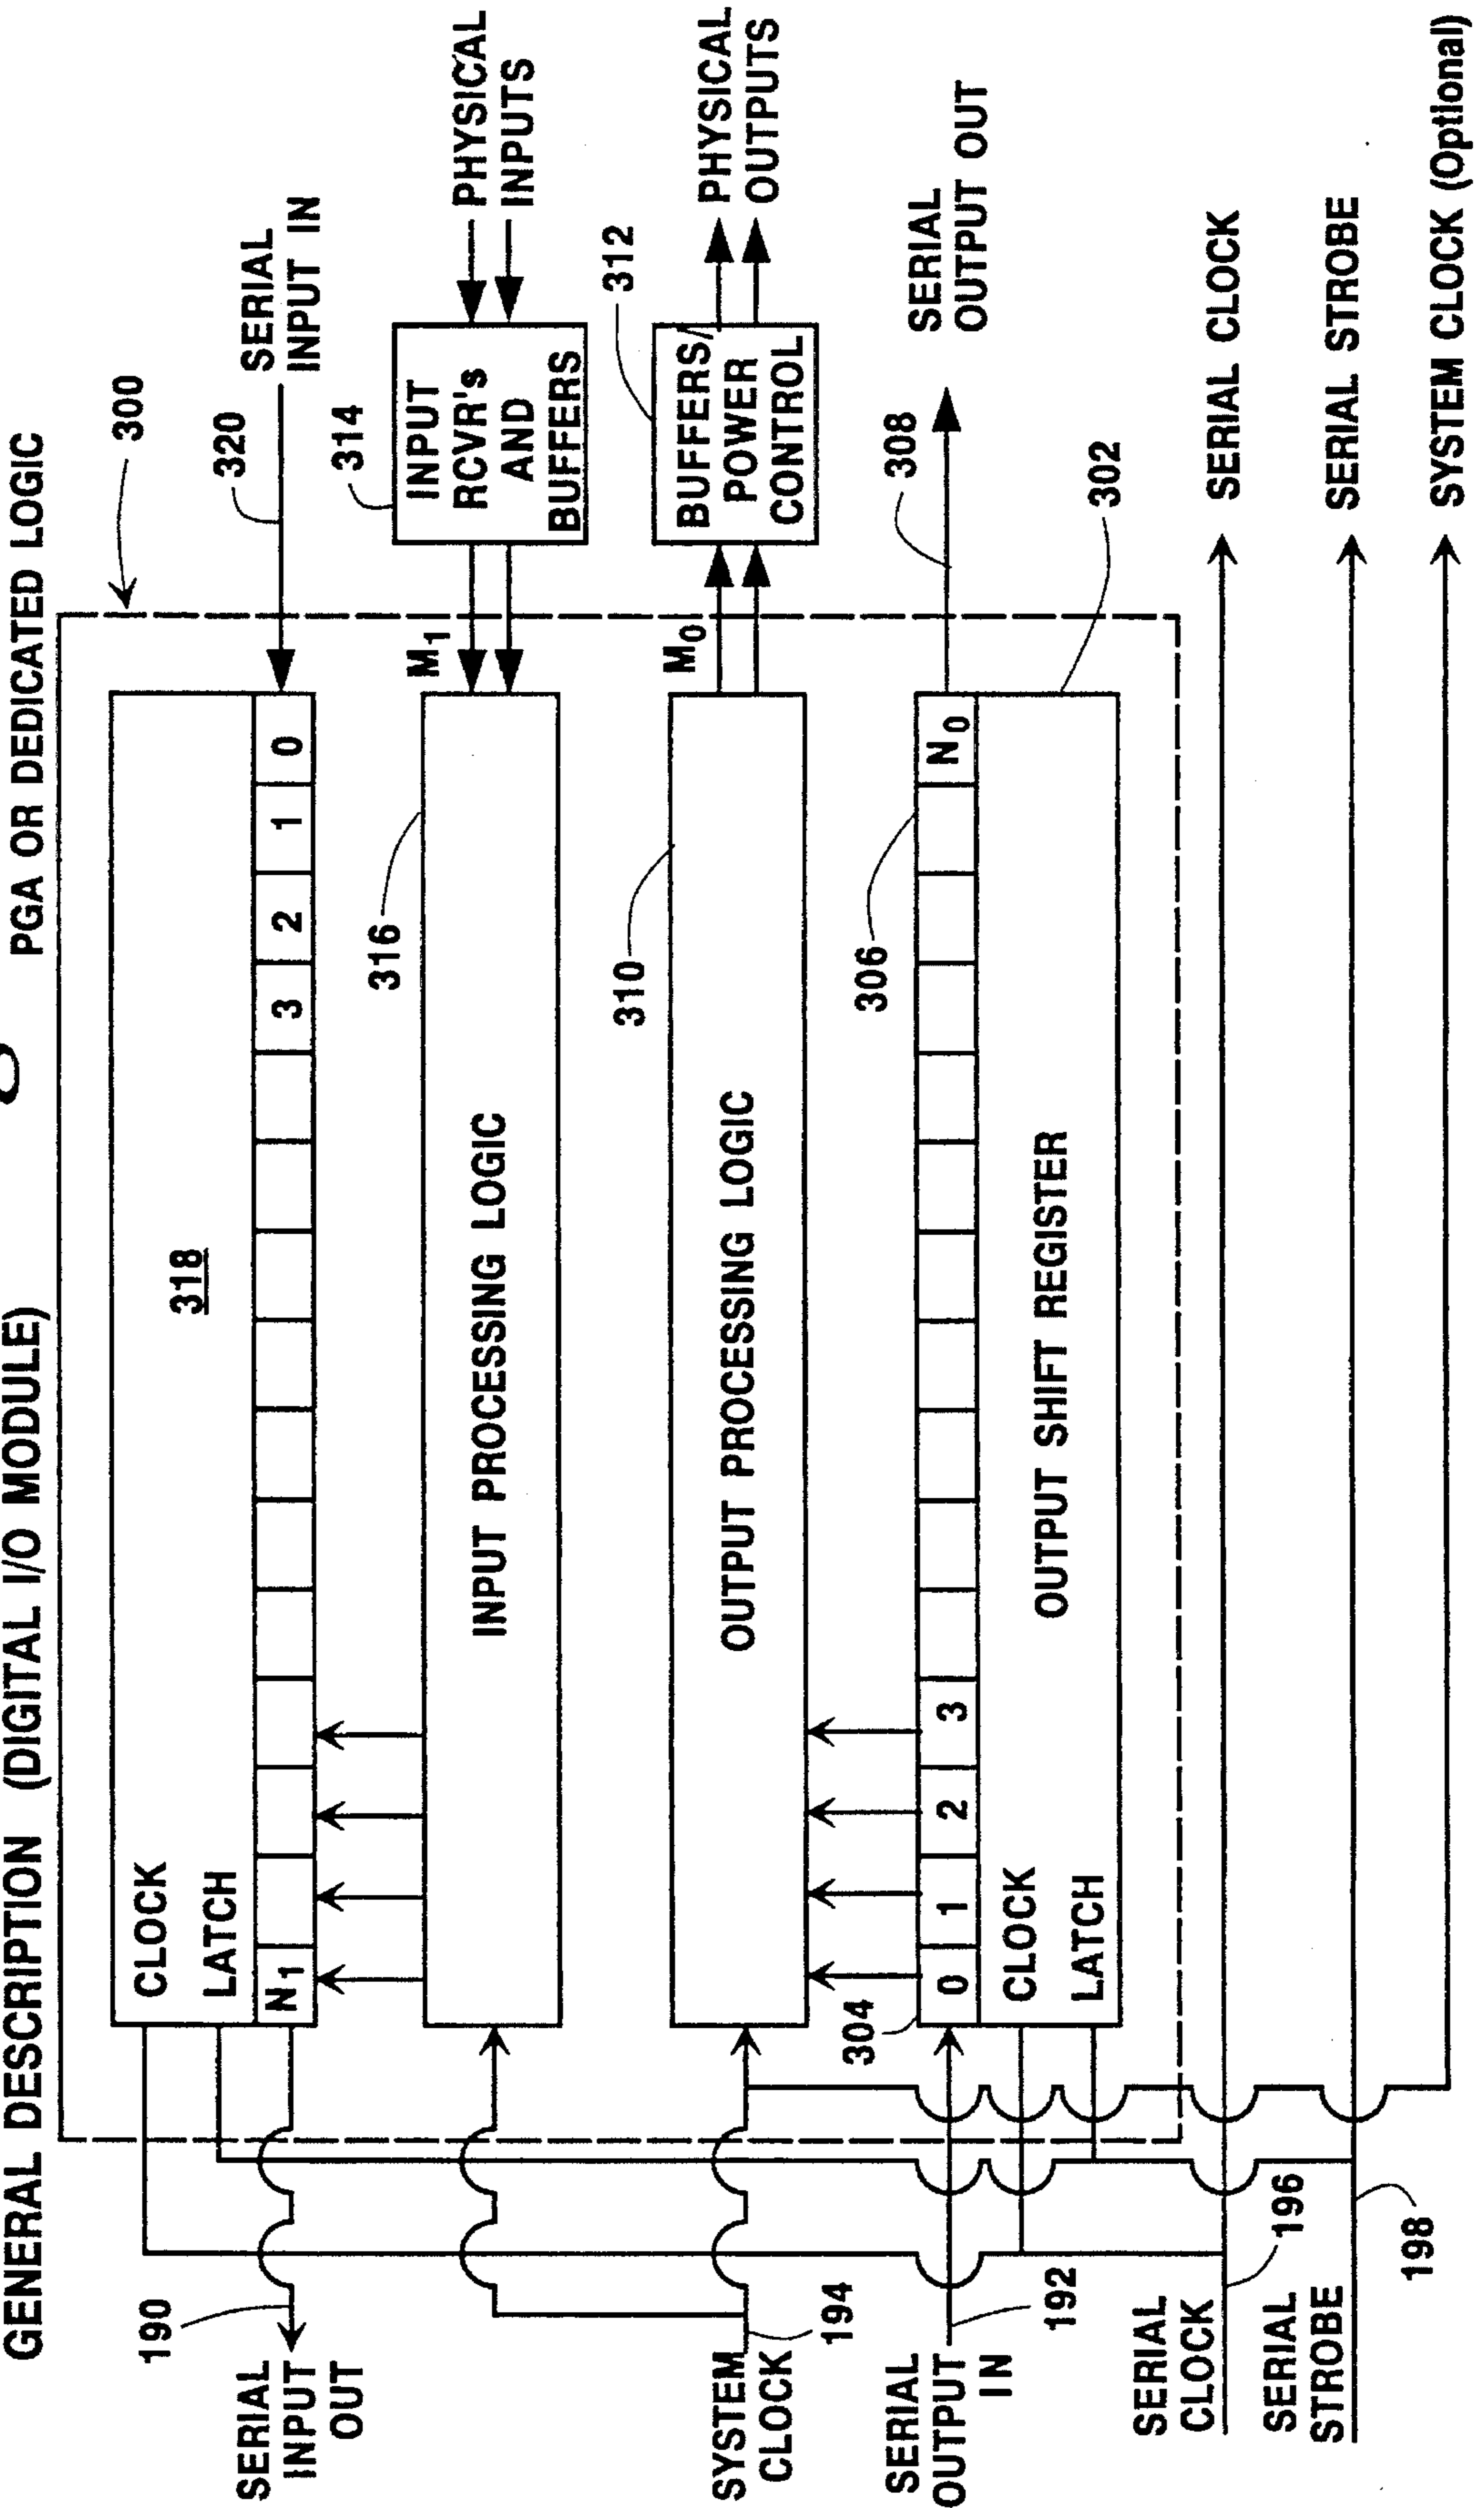 GENERAL DESCRIPTION (DIGITAL I/O MODULE)
PGA OR DEDICATED LOGIC
300
190
SERIAL
INPUT
OUT
CLOCK
LATCH
318
N1
3
2
1
0
320
SERIAL
INPUT IN
316
INPUT PROCESSING LOGIC
M1
314
INPUT
RCVR's
AND
BUFFERS
PHYSICAL
INPUTS
SYSTEM
CLOCK
194
310
OUTPUT PROCESSING LOGIC
M0
312
BUFFERS/
POWER
CONTROL
PHYSICAL
OUTPUTS
SERIAL
OUTPUT
IN
192
304
0
1
2
3
306
N0
308
SERIAL
OUTPUT OUT
CLOCK
LATCH
OUTPUT SHIFT REGISTER
302
SERIAL
CLOCK
196
SERIAL CLOCK
SERIAL
STROBE
198
SERIAL STROBE
SYSTEM CLOCK (Optional)